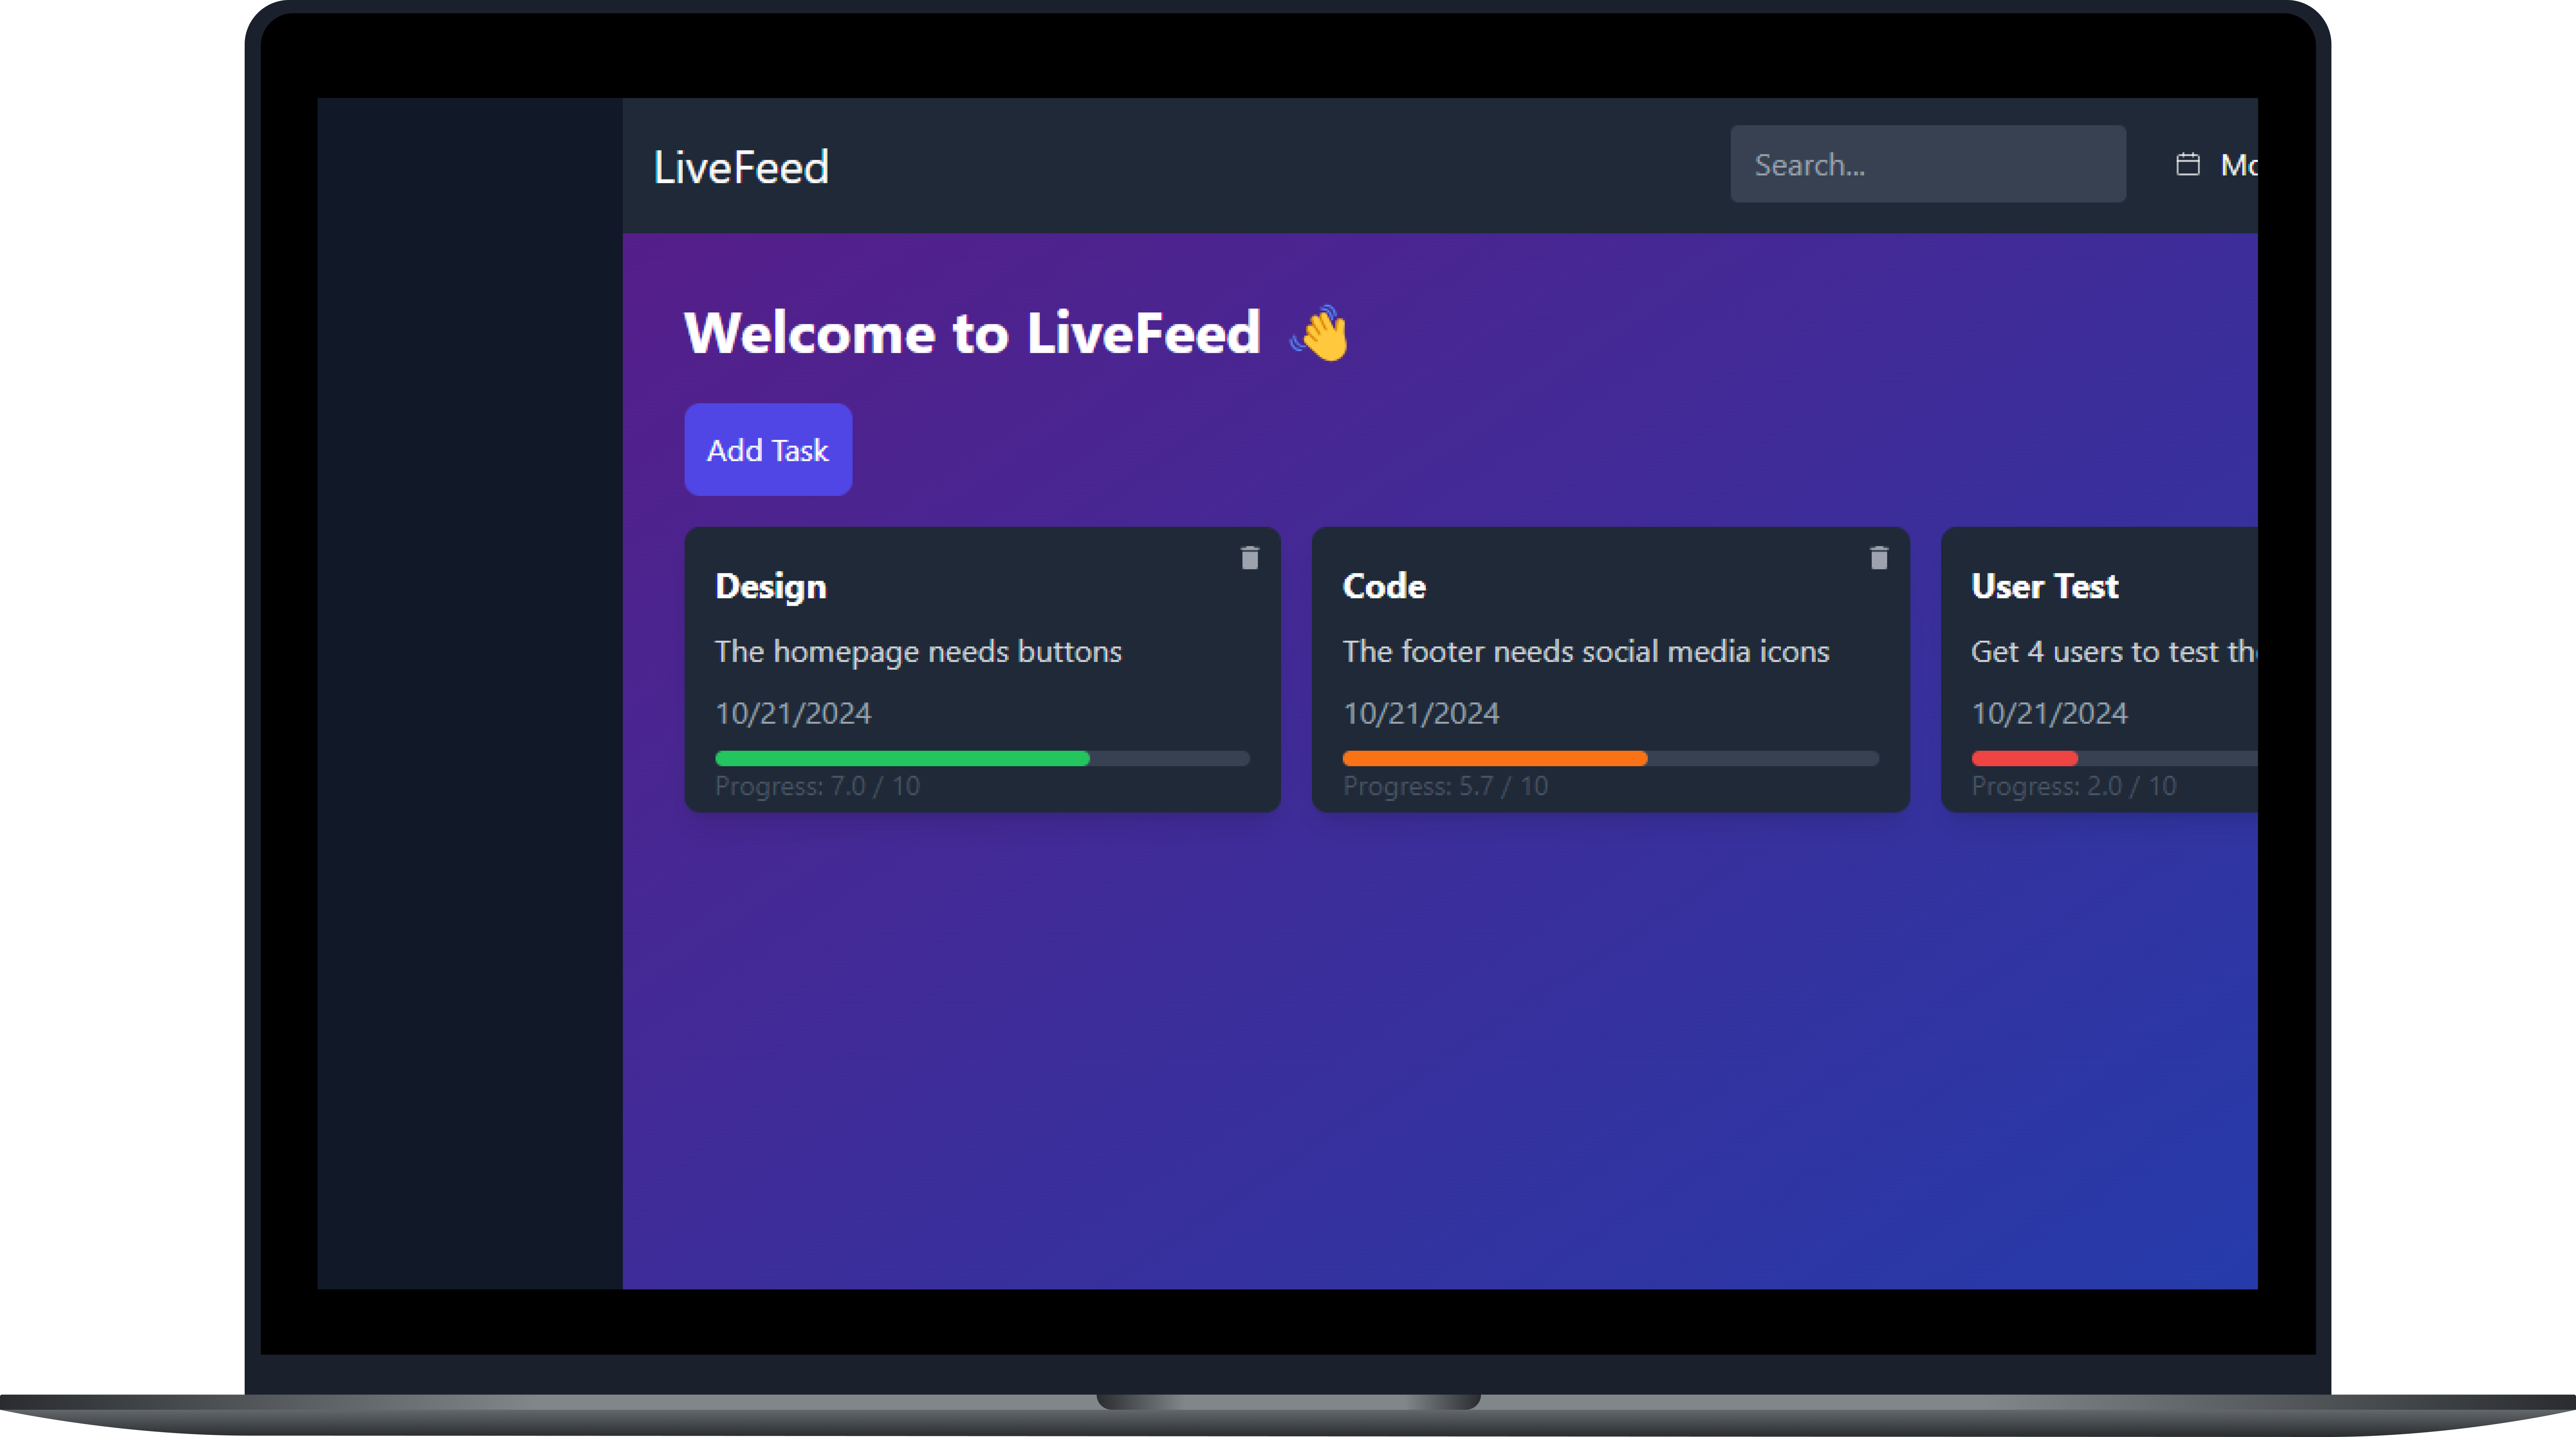 LiveFeed
Search...
Welcome to LiveFeed 👋
Add Task
Design
The homepage needs buttons
10/21/2024
Progress: 7.0 / 10
Code
The footer needs social media icons
10/21/2024
Progress: 5.7 / 10
User Test
Get 4 users to test
10/21/2024
Progress: 2.0 / 10